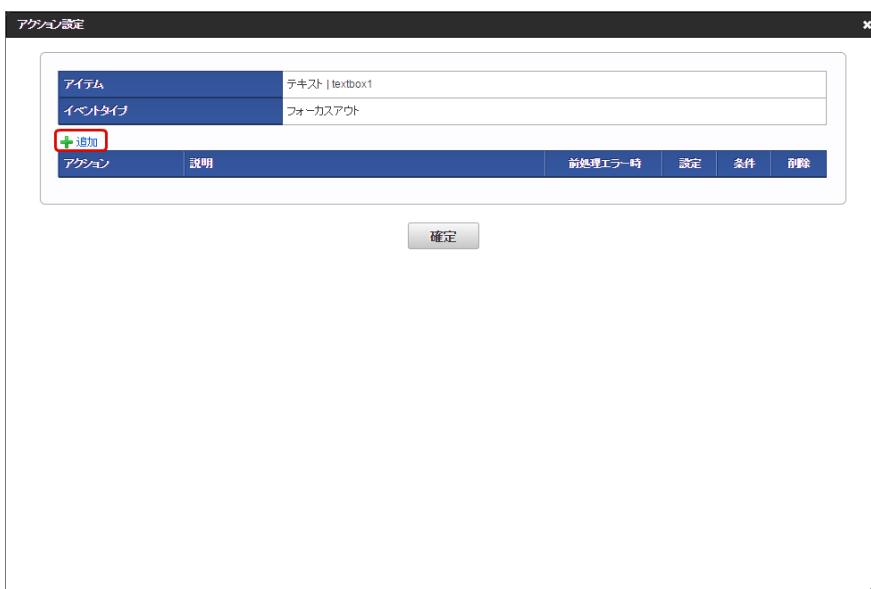 アクション設定
アイテム テキスト | textbox1
イベントタイプ フォーカスアウト
追加
アクション 説明 前処理エラー時 設定 条件 削除
確定